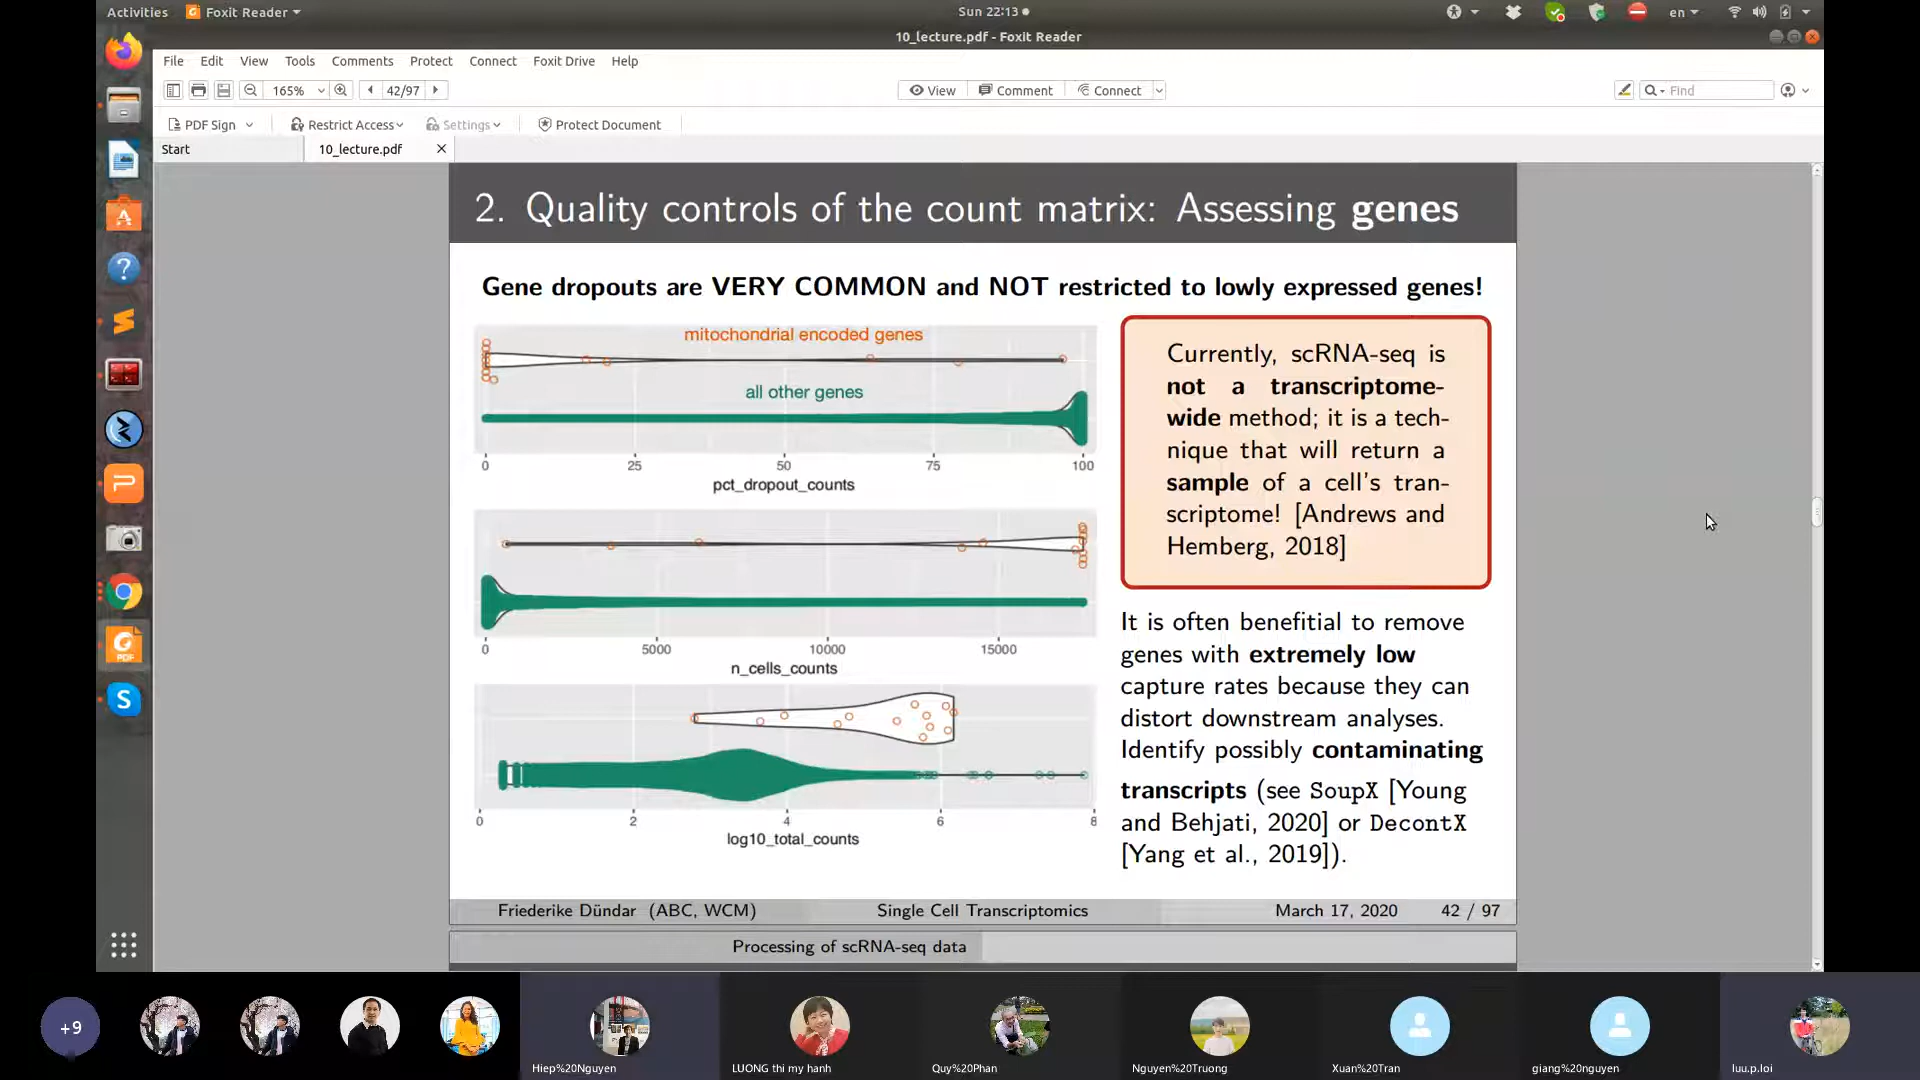 Activities Foxit Reader Sun 22:13 en
10_lecture.pdf - Foxit Reader
File Edit View Tools Comments Protect Connect Foxit Drive Help
165% 42/97 View Comment Connect Find
PDF Sign Restrict Access Settings Protect Document
Start 10_lecture.pdf
2. Quality controls of the count matrix: Assessing genes
Gene dropouts are VERY COMMON and NOT restricted to lowly expressed genes!
mitochondrial encoded genes
all other genes
0 25 50 75 100
pct_dropout_counts
0 5000 10000 15000
n_cells_counts
0 2 4 6 8
log10_total_counts
Currently, scRNA-seq is
not a transcriptome-
wide method; it is a tech-
nique that will return a
sample of a cell's tran-
scriptome! [Andrews and
Hemberg, 2018]
It is often benefitial to remove
genes with extremely low
capture rates because they can
distort downstream analyses.
Identify possibly contaminating
transcripts (see SoupX [Young
and Behjati, 2020] or DecontX
[Yang et al., 2019]).
Friederike Dündar (ABC, WCM) Single Cell Transcriptomics March 17, 2020 42 / 97
Processing of scRNA-seq data
+9
Hiep%20Nguyen LUONG thi my hanh Quy%20Phan Nguyen%20Truong Xuan%20Tran giang%20nguyen luu.p.loi